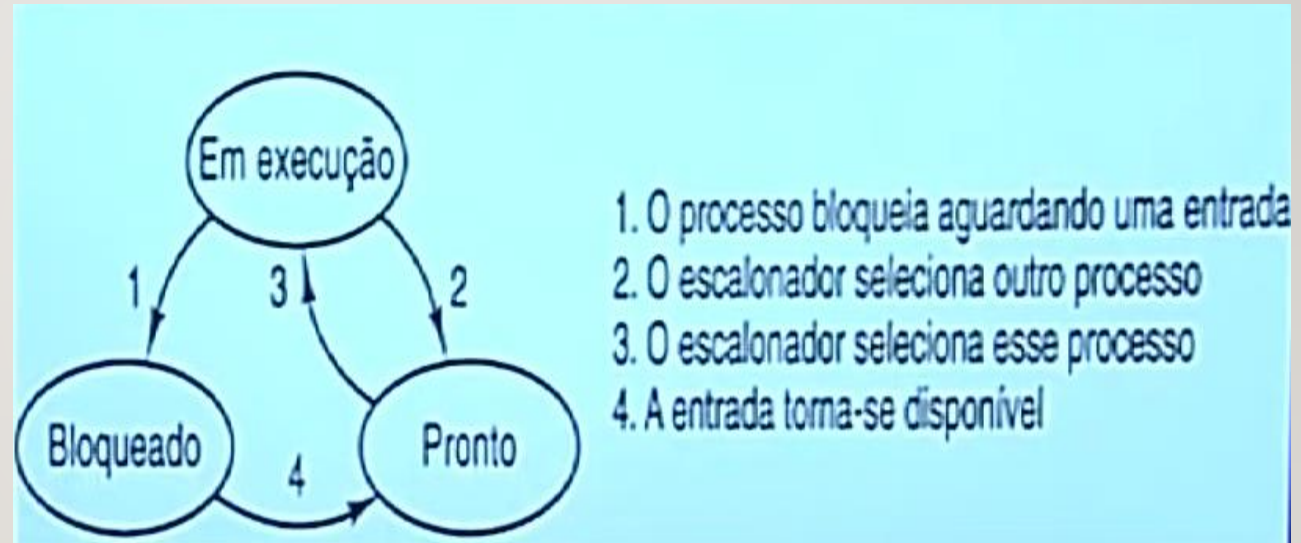 Em execução
1
3
2
Bloqueado
4
Pronto
1. O processo bloqueia aguardando uma entrada
2. O escalonador seleciona outro processo
3. O escalonador seleciona esse processo
4. A entrada torna-se disponível